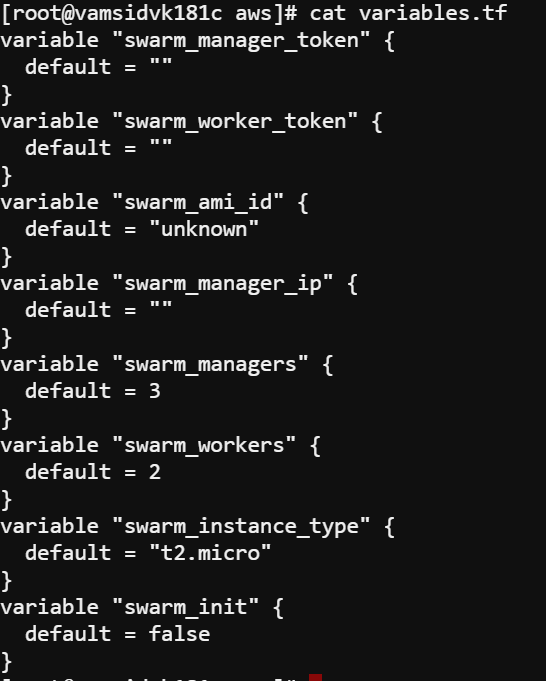 [root@vamsidvk181c aws]# cat variables.tf
variable "swarm_manager_token" {
  default = ""
}
variable "swarm_worker_token" {
  default = ""
}
variable "swarm_ami_id" {
  default = "unknown"
}
variable "swarm_manager_ip" {
  default = ""
}
variable "swarm_managers" {
  default = 3
}
variable "swarm_workers" {
  default = 2
}
variable "swarm_instance_type" {
  default = "t2.micro"
}
variable "swarm_init" {
  default = false
}